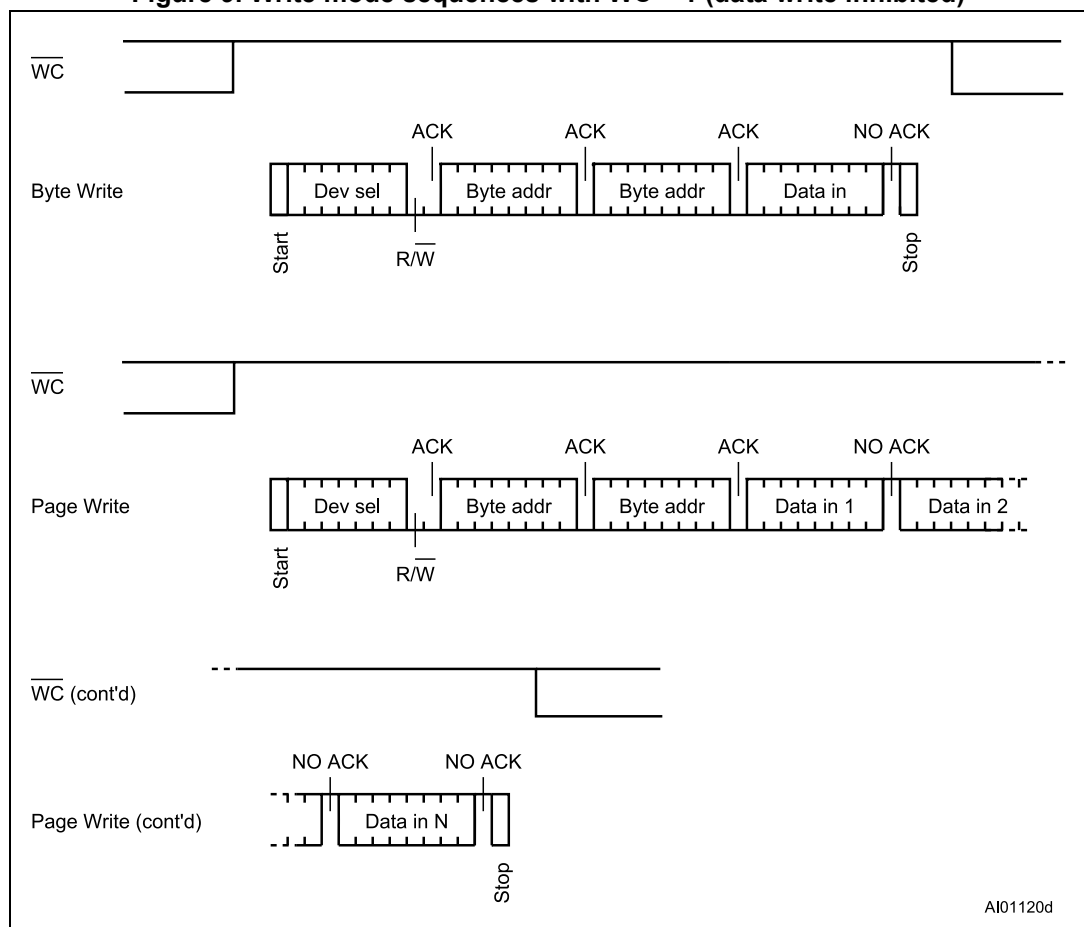 WC
ACK ACK ACK NO ACK
Byte Write Dev sel Byte addr Byte addr Data in
Start R/W Stop
WC
ACK ACK ACK NO ACK
Page Write Dev sel Byte addr Byte addr Data in 1 Data in 2
Start R/W
WC (cont'd)
NO ACK NO ACK
Page Write (cont'd) Data in N
Stop
AI01120d